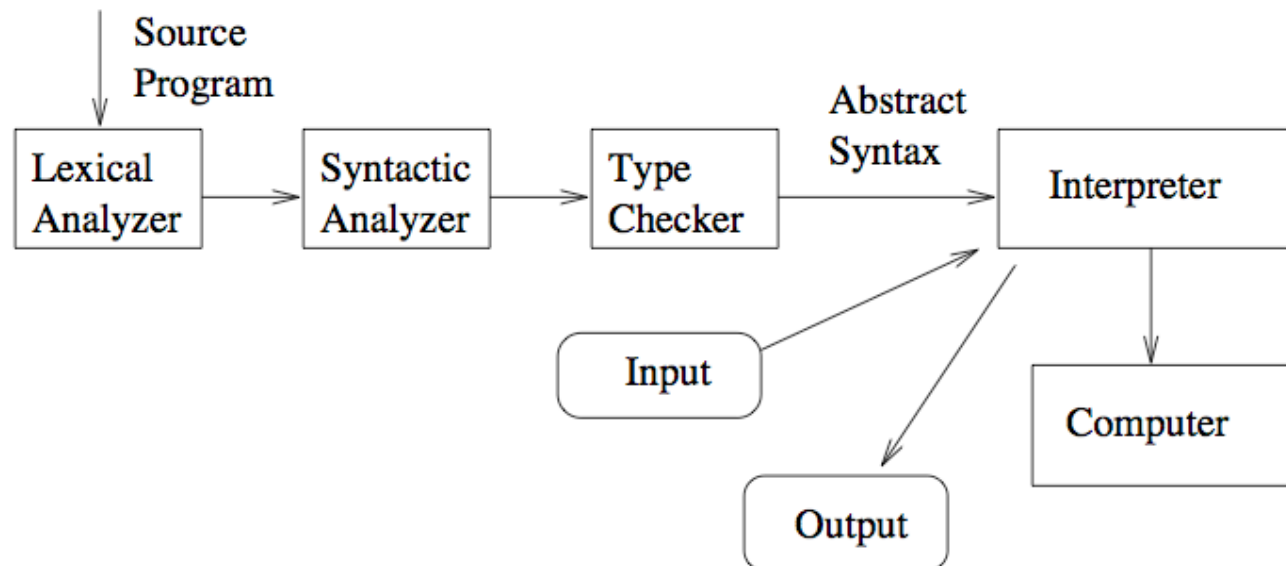 Source
Program
Lexical
Analyzer
Syntactic
Analyzer
Type
Checker
Abstract
Syntax
Interpreter
Input
Computer
Output